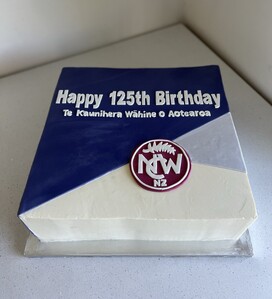 Happy 125th Birthday
Te Kaunihera Wāhine O Aotearoa
NCW
NZ